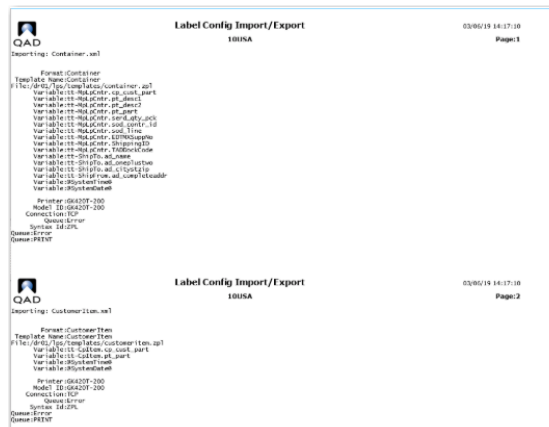 Label Config Import/Export
03/06/19 14:17:10
QAD
10USA
Page:1
Importing: Container.xml
Format:Container
Template Name:Container
File:/dr01/lps/templates/container.zpl
Variable:tt-MpLpCntr.cp_cust_part
Variable:tt-MpLpCntr.pt_desc1
Variable:tt-MpLpCntr.pt_desc2
Variable:tt-MpLpCntr.pt_part
Variable:tt-MpLpCntr.serd_qty_pck
Variable:tt-MpLpCntr.sod_contr_id
Variable:tt-MpLpCntr.sod_line
Variable:tt-MpLpCntr.EDTMXSuppNo
Variable:tt-MpLpCntr.ShippingID
Variable:tt-MpLpCntr.TADDockCode
Variable:tt-ShipTo.ad_name
Variable:tt-ShipTo.ad_oneplustwo
Variable:tt-ShipTo.ad_citystzip
Variable:tt-ShipFrom.ad_completeaddr
Variable:@SystemTime@
Variable:@SystemDate@
Printer:GK420T-200
Model ID:GK420T-200
Connection:TCP
Queue:Error
Syntax Id:ZPL
Queue:Error
Queue:PRINT
Label Config Import/Export
03/06/19 14:17:10
QAD
10USA
Page:2
Importing: CustomerItem.xml
Format:CustomerItem
Template Name:CustomerItem
File:/dr01/lps/templates/customeritem.zpl
Variable:tt-CpItem.cp_cust_part
Variable:tt-CpItem.pt_part
Variable:@SystemTime@
Variable:@SystemDate@
Printer:GK420T-200
Model ID:GK420T-200
Connection:TCP
Queue:Error
Syntax Id:ZPL
Queue:Error
Queue:PRINT